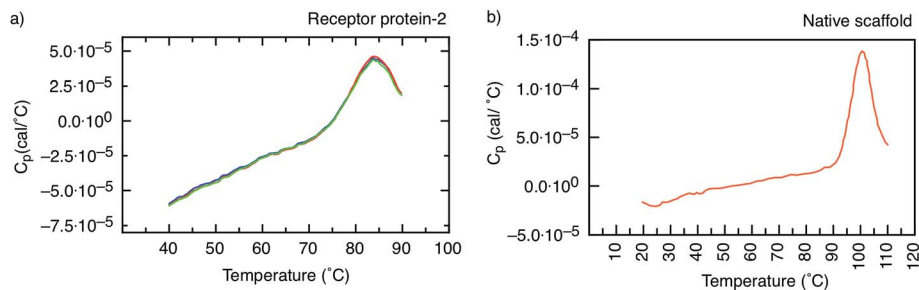 a)
Receptor protein-2
Cp(cal/˚C)
5.0·10-5
2.5·10-5
0.0·100
−2.5·10-5
−5.0·10-5
−7.5·10-5
40 50 60 70 80 90 100
Temperature (˚C)
b)
Native scaffold
Cp (cal/ ˚C)
1.5·10-4
1.0·10-4
5.0·10-5
0.0·100
−5.0·10-5
10 20 30 40 50 60 70 80 90 100 110 120
Temperature (˚C)